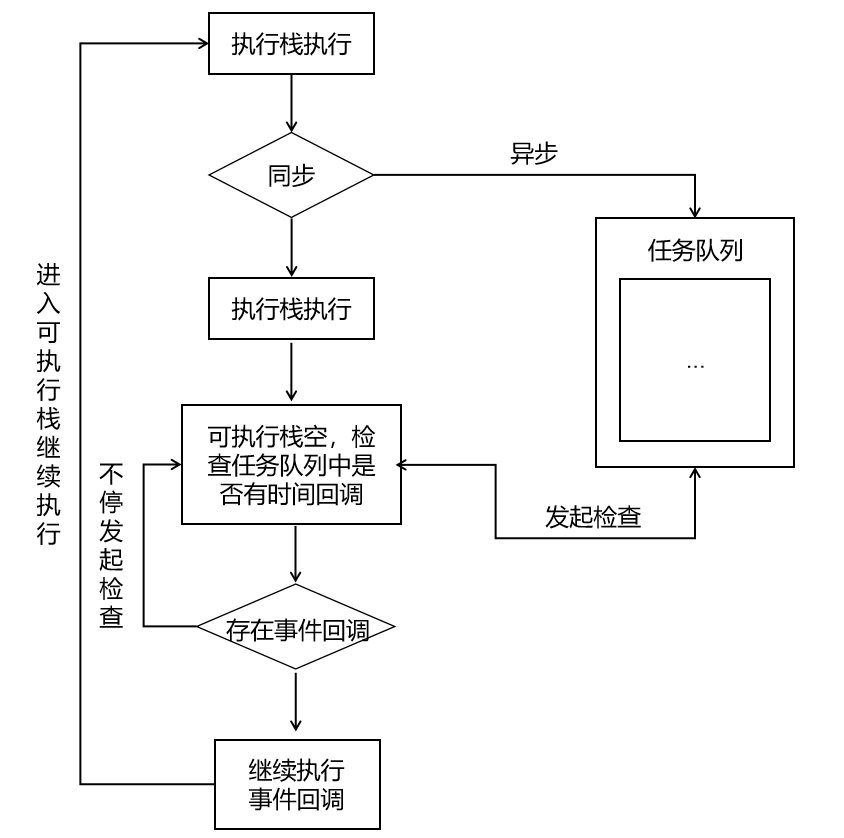 执行栈执行
同步
异步
任务队列
...
执行栈执行
可执行栈空，检
查任务队列中是
否有时间回调
发起检查
存在事件回调
继续执行
事件回调
不停发起检查
进入可执行栈继续执行